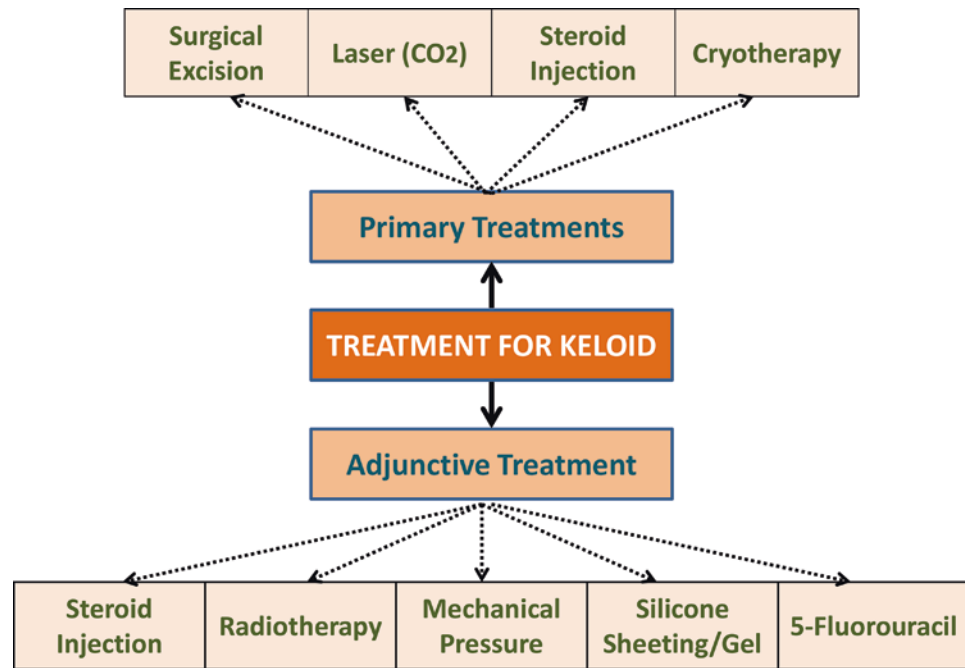 Surgical
Excision
Laser (CO2)
Steroid
Injection
Cryotherapy
Primary Treatments
TREATMENT FOR KELOID
Adjunctive Treatment
Steroid
Injection
Radiotherapy
Mechanical
Pressure
Silicone
Sheeting/Gel
5-Fluorouracil